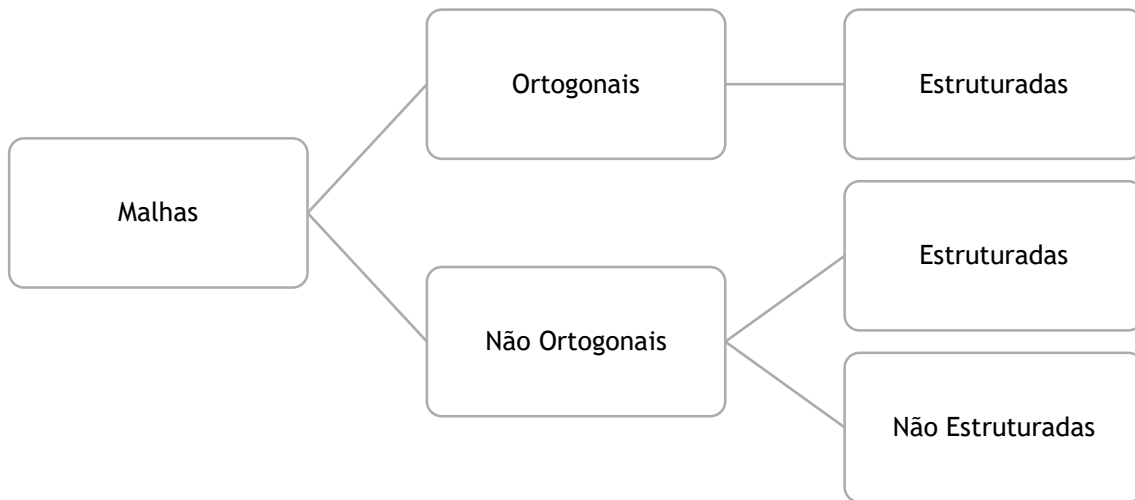 Malhas
Ortogonais
Estruturadas
Não Ortogonais
Estruturadas
Não Estruturadas